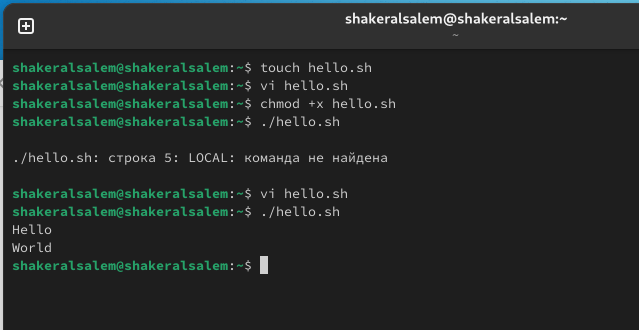 shakeralsalem@shakeralsalem:~
~
shakeralsalem@shakeralsalem:~$ touch hello.sh
shakeralsalem@shakeralsalem:~$ vi hello.sh
shakeralsalem@shakeralsalem:~$ chmod +x hello.sh
shakeralsalem@shakeralsalem:~$ ./hello.sh
./hello.sh: строка 5: LOCAL: команда не найдена
shakeralsalem@shakeralsalem:~$ vi hello.sh
shakeralsalem@shakeralsalem:~$ ./hello.sh
Hello
World
shakeralsalem@shakeralsalem:~$